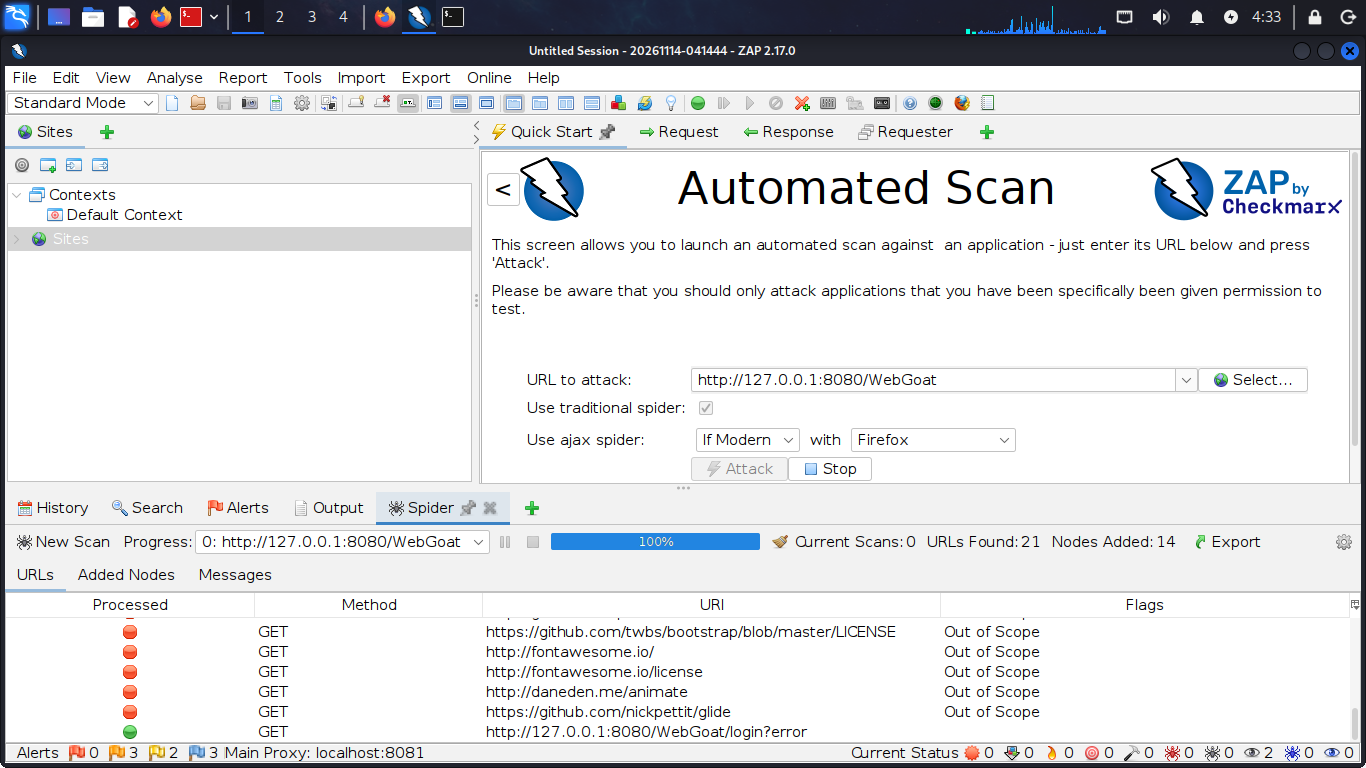 1 2 3 4 4:33
Untitled Session - 20261114-041444 - ZAP 2.17.0
File Edit View Analyse Report Tools Import Export Online Help
Standard Mode
Sites
Quick Start Request Response Requester
Contexts
Default Context
Sites
<
Automated Scan
ZAP by
Checkmarx
This screen allows you to launch an automated scan against an application - just enter its URL below and press
'Attack'.
Please be aware that you should only attack applications that you have been specifically been given permission to
test.
URL to attack: http://127.0.0.1:8080/WebGoat Select...
Use traditional spider:
Use ajax spider: If Modern with Firefox
Attack Stop
History Search Alerts Output Spider
New Scan Progress: 0: http://127.0.0.1:8080/WebGoat 100% Current Scans: 0 URLs Found: 21 Nodes Added: 14 Export
URLs Added Nodes Messages
Processed Method URI Flags
GET https://github.com/twbs/bootstrap/blob/master/LICENSE Out of Scope
GET http://fontawesome.io/ Out of Scope
GET http://fontawesome.io/license Out of Scope
GET http://daneden.me/animate Out of Scope
GET https://github.com/nickpettit/glide Out of Scope
GET http://127.0.0.1:8080/WebGoat/login?error
Alerts 0 3 2 3 Main Proxy: localhost:8081 Current Status 0 0 0 0 0 0 0 2 0 0